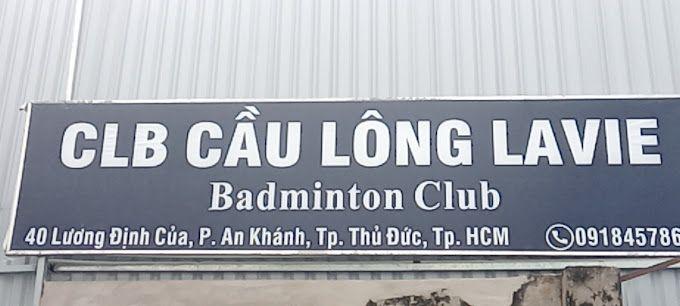 CLB CẦU LÔNG LAVIE
Badminton Club
40 Lương Định Của, P. An Khánh, Tp. Thủ Đức, Tp. HCM 091845786